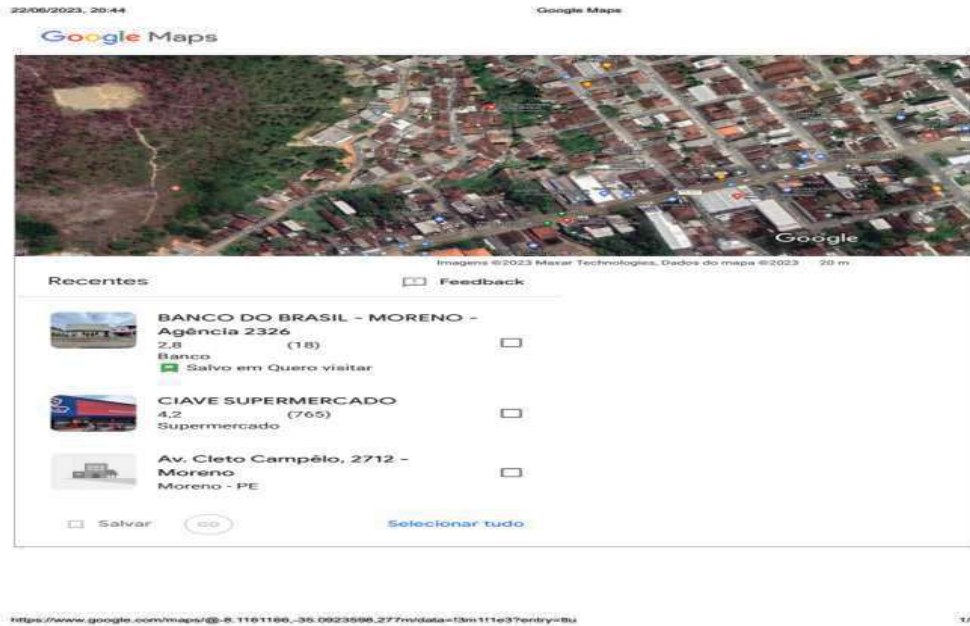 22/06/2023, 20:44
Google Maps
Google Maps
Google
Imagens ©2023 Maxar Technologies, Dados do mapa ©2023 20 m
Recentes
Feedback
BANCO DO BRASIL - MORENO -
Agência 2326
2,8 (18)
Banco
Salvo em Quero visitar
CIAVE SUPERMERCADO
4,2 (765)
Supermercado
Av. Cleto Campêlo, 2712 -
Moreno
Moreno - PE
Salvar
Selecionar tudo
https://www.google.com/maps/@-8.1161166,-35.0923598,277m/data=!3m1!1e3?entry=ttu
1/